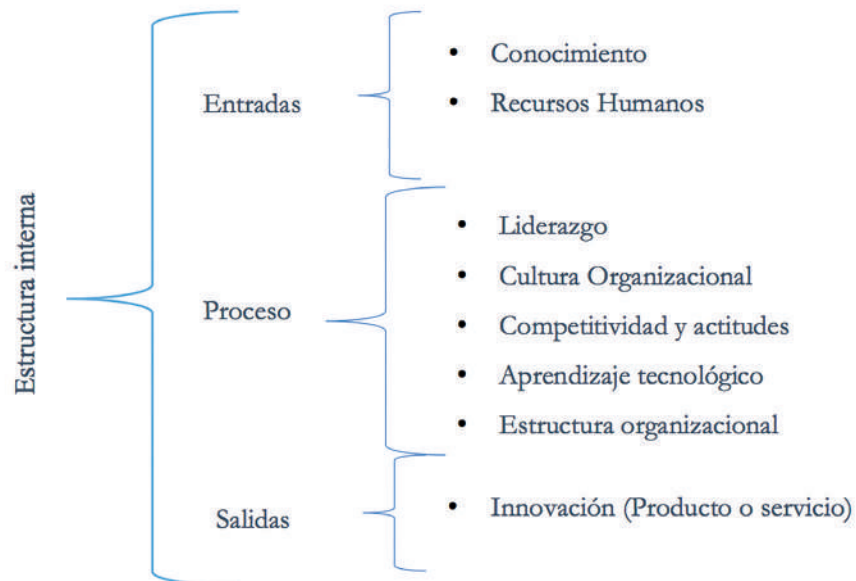 Estructura interna
Entradas
• Conocimiento
• Recursos Humanos
Proceso
• Liderazgo
• Cultura Organizacional
• Competitividad y actitudes
• Aprendizaje tecnológico
• Estructura organizacional
Salidas
• Innovación (Producto o servicio)